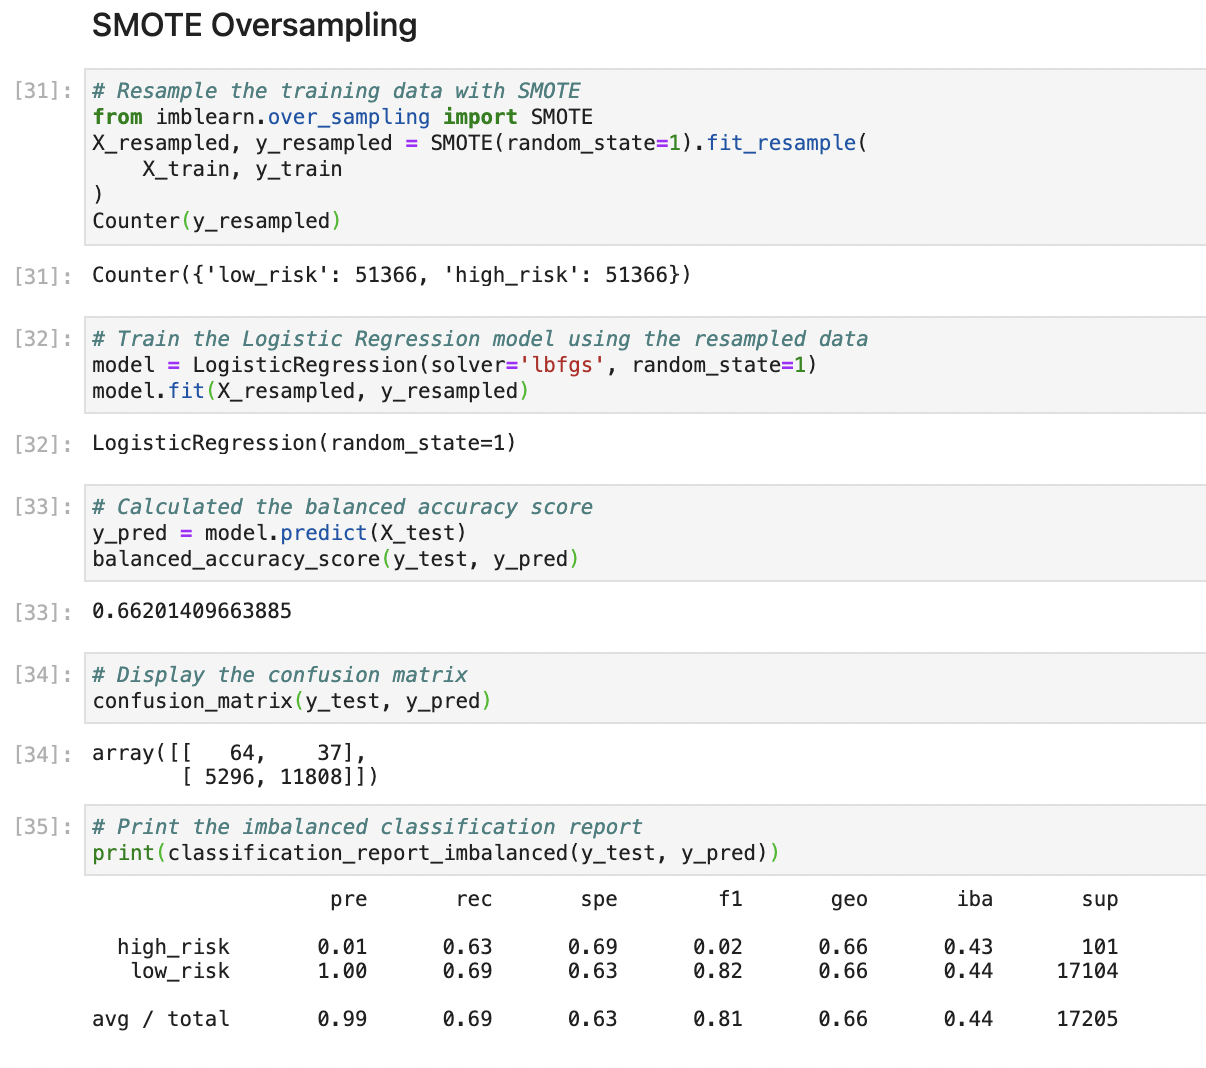 SMOTE Oversampling
[31]: # Resample the training data with SMOTE
from imblearn.over_sampling import SMOTE
X_resampled, y_resampled = SMOTE(random_state=1).fit_resample(
    X_train, y_train
)
Counter(y_resampled)
[31]: Counter({'low_risk': 51366, 'high_risk': 51366})
[32]: # Train the Logistic Regression model using the resampled data
model = LogisticRegression(solver='lbfgs', random_state=1)
model.fit(X_resampled, y_resampled)
[32]: LogisticRegression(random_state=1)
[33]: # Calculated the balanced accuracy score
y_pred = model.predict(X_test)
balanced_accuracy_score(y_test, y_pred)
[33]: 0.66201409663885
[34]: # Display the confusion matrix
confusion_matrix(y_test, y_pred)
[34]: array([[   64,    37],
       [ 5296, 11808]])
[35]: # Print the imbalanced classification report
print(classification_report_imbalanced(y_test, y_pred))
                   pre       rec       spe        f1       geo       iba       sup
  high_risk       0.01      0.63      0.69      0.02      0.66      0.43       101
   low_risk       1.00      0.69      0.63      0.82      0.66      0.44     17104
avg / total       0.99      0.69      0.63      0.81      0.66      0.44     17205